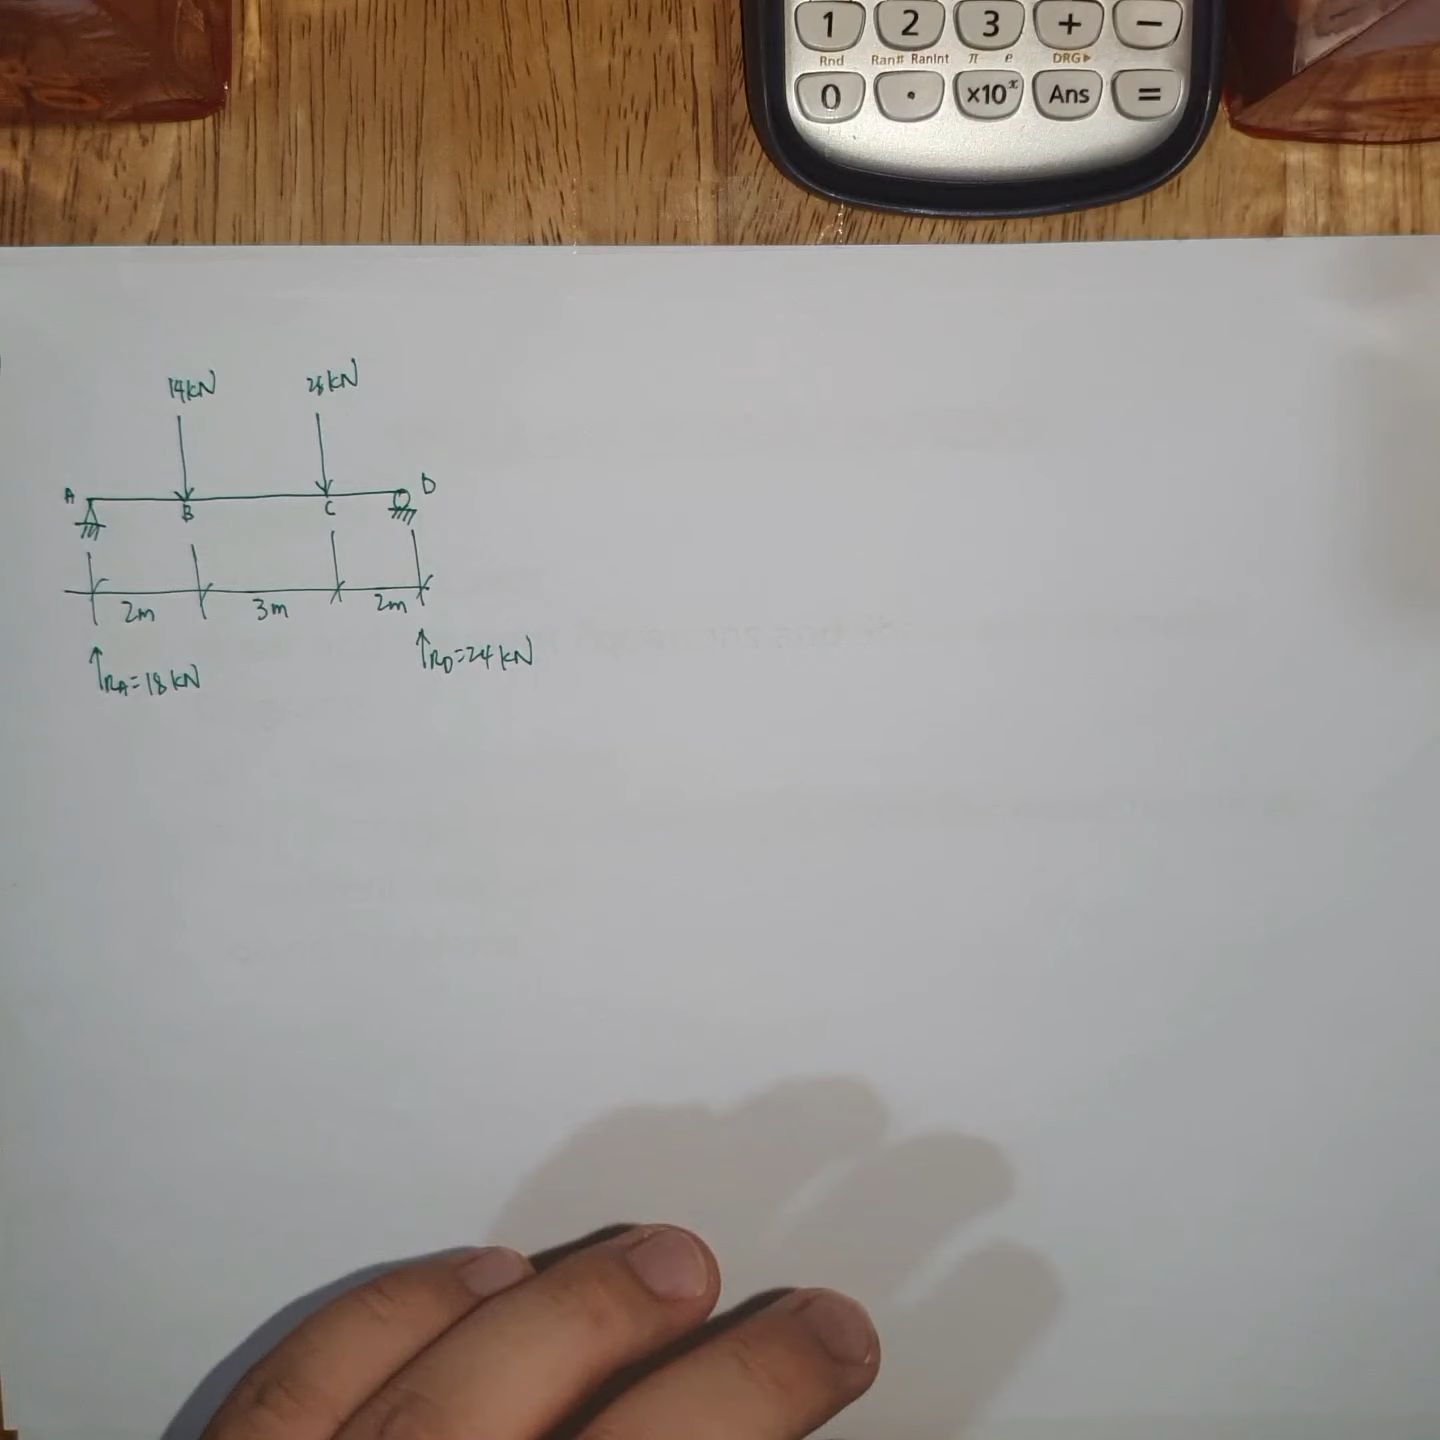 1 2 3 + −
Rnd Ran# RanInt π e DRG▶
0 • ×10ˣ Ans =
14kN 28kN
A B C D
2m 3m 2m
RA=18kN RD=24kN